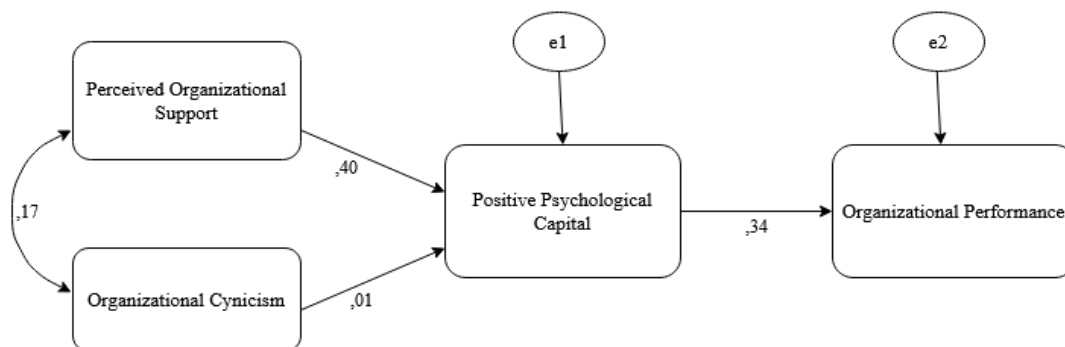 e1
e2
Perceived Organizational
Support
,40
,17
Positive Psychological
Capital
,34
Organizational Performance
Organizational Cynicism
,01